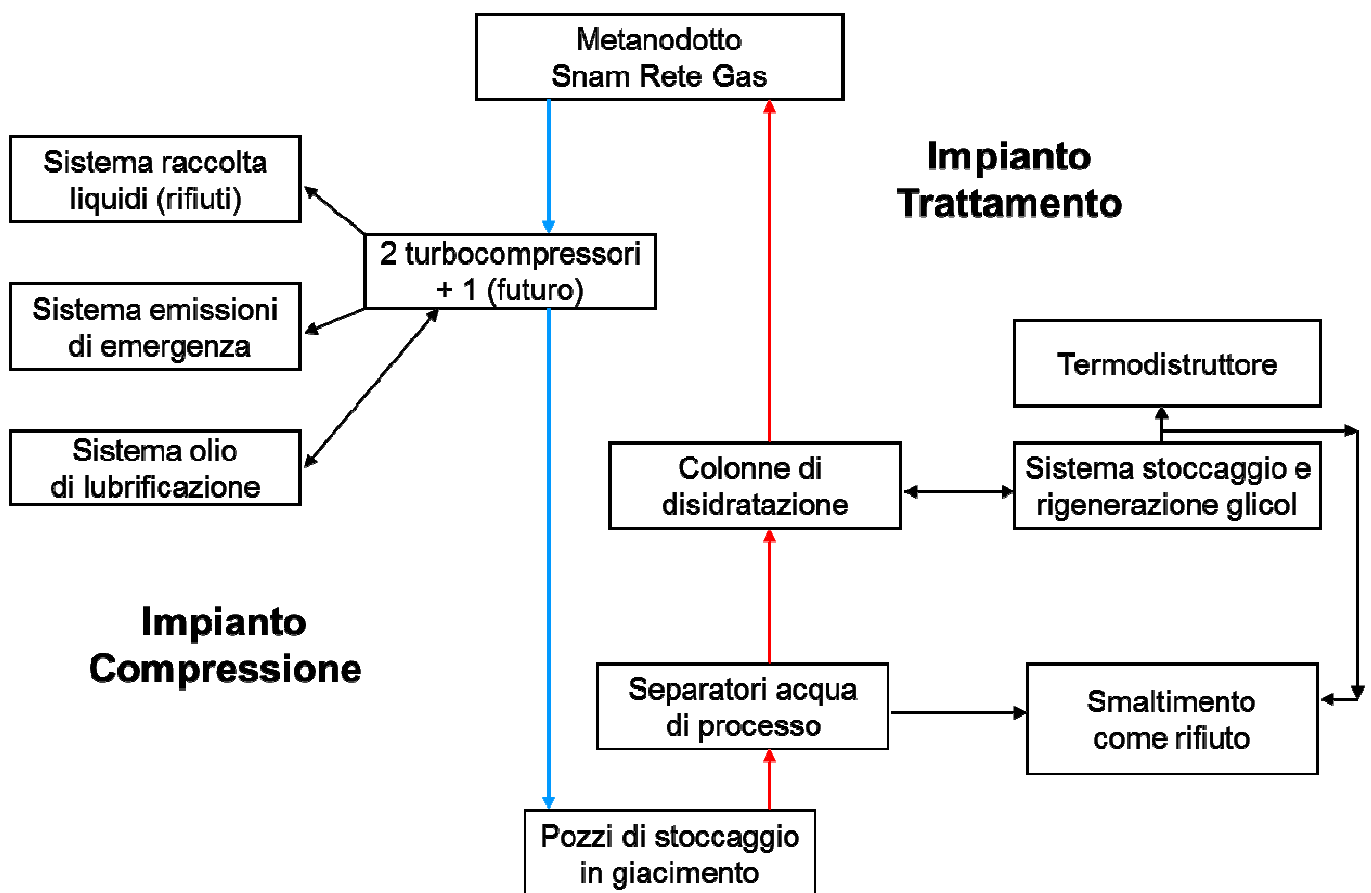 Metanodotto
Snam Rete Gas
Impianto
Trattamento
Sistema raccolta
liquidi (rifiuti)
2 turbocompressori
+ 1 (futuro)
Sistema emissioni
di emergenza
Termodistruttore
Sistema olio
di lubrificazione
Colonne di
disidratazione
Sistema stoccaggio e
rigenerazione glicol
Impianto
Compressione
Separatori acqua
di processo
Smaltimento
come rifiuto
Pozzi di stoccaggio
in giacimento